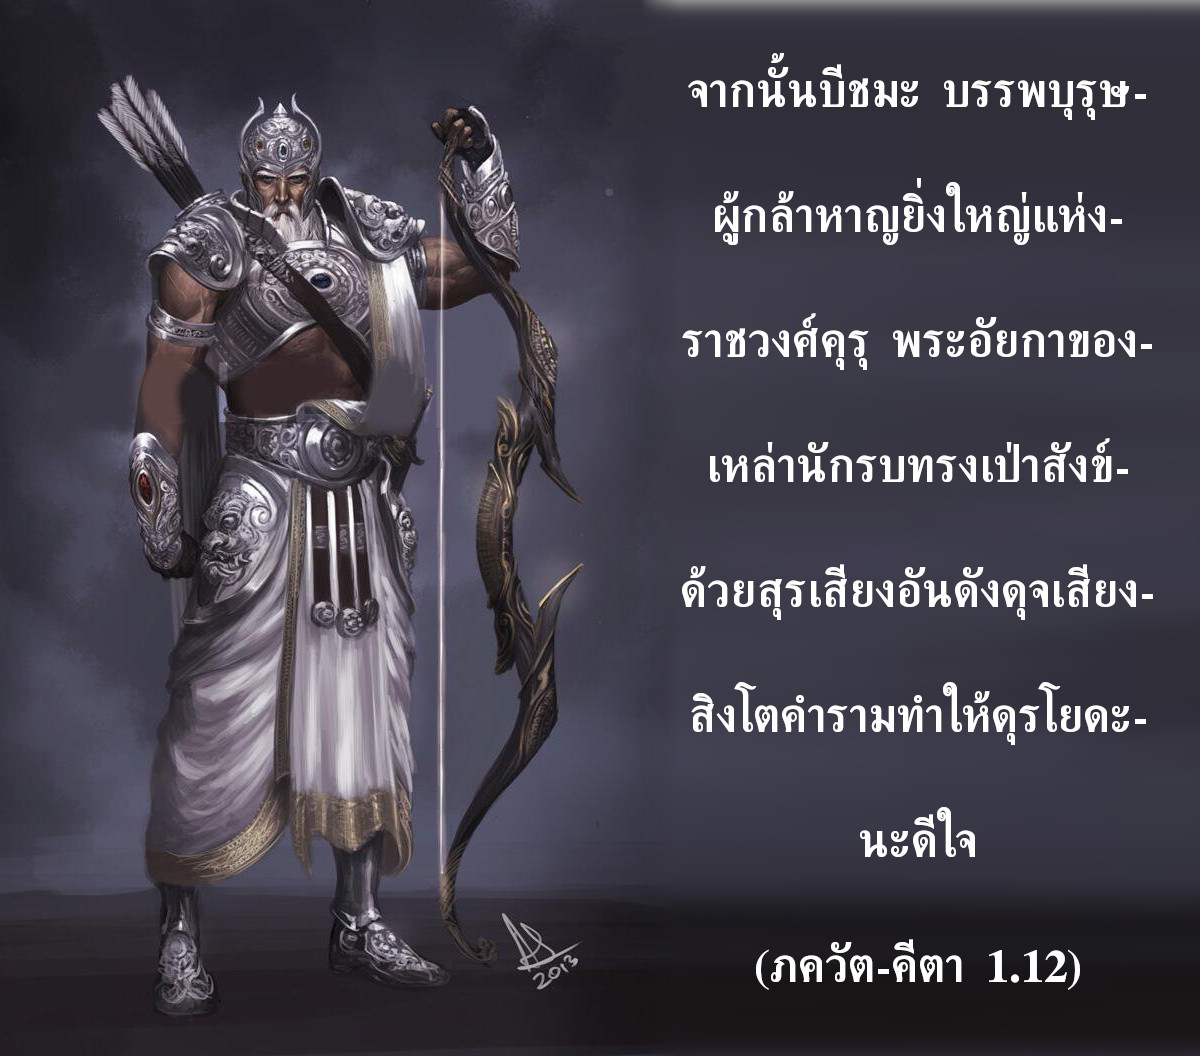 จากนั้นบีชมะ บรรพบุรุษ-
ผู้กล้าหาญยิ่งใหญ่แห่ง-
ราชวงศ์คุรุ พระอัยกาของ-
เหล่านักรบทรงเป่าสังข์-
ด้วยสุรเสียงอันดังดุจเสียง-
สิงโตคำรามทำให้ดุรโยดะ-
นะดีใจ
(ภควัต-คีตา 1.12)
2013